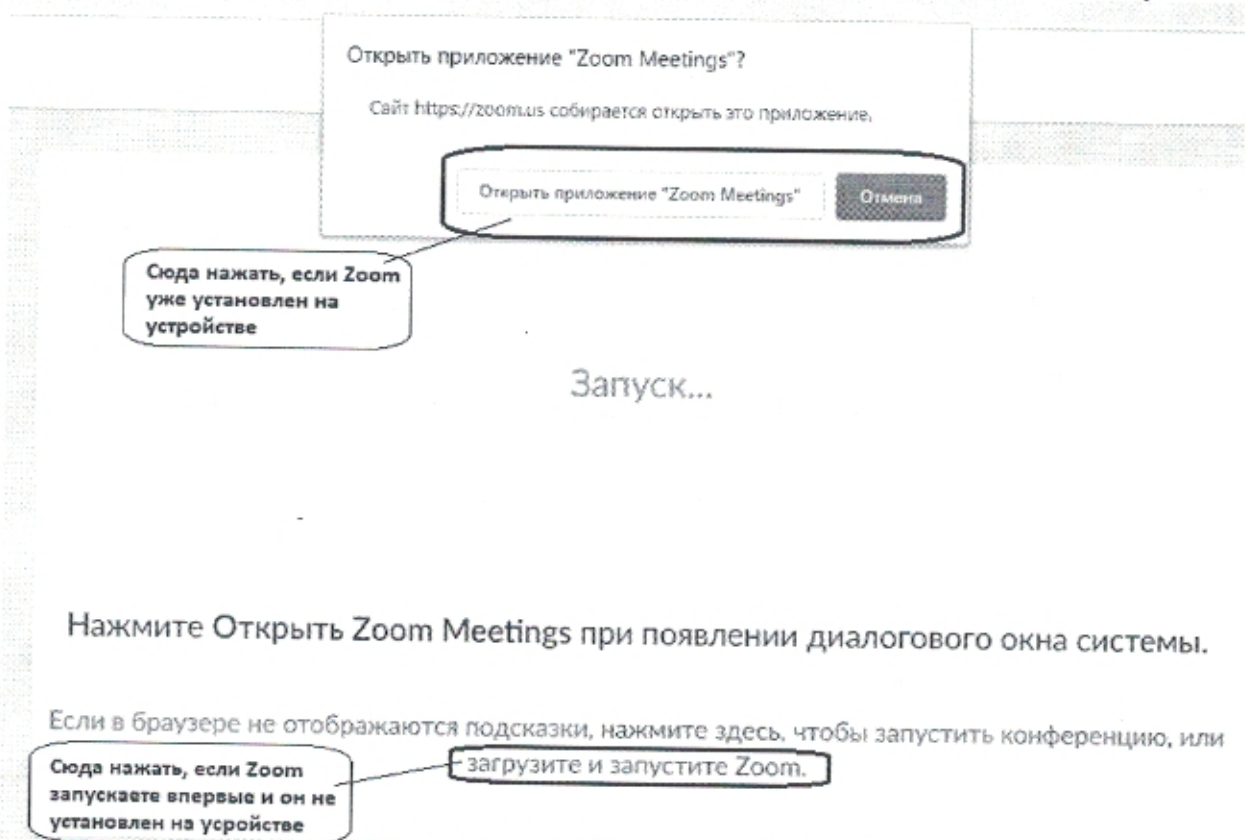 Открыть приложение "Zoom Meetings"?
Сайт https://zoom.us собирается открыть это приложение.
Открыть приложение "Zoom Meetings"
Отмена
Сюда нажать, если Zoom
уже установлен на
устройстве
Запуск...
Нажмите Открыть Zoom Meetings при появлении диалогового окна системы.
Если в браузере не отображаются подсказки, нажмите здесь, чтобы запустить конференцию, или
загрузите и запустите Zoom.
Сюда нажать, если Zoom
запускаете впервые и он не
установлен на усройстве